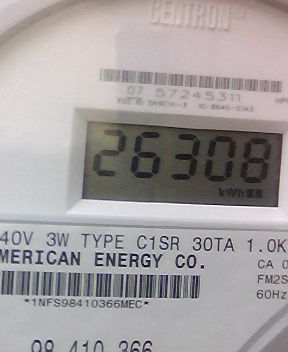 CENTRON®
07 57245311
26308
kWh
40V 3W TYPE C1SR 30TA 1.0K
MERICAN ENERGY CO.
CA 0
FM2S
*1NFS98410366MEC*
60Hz
98 410 366